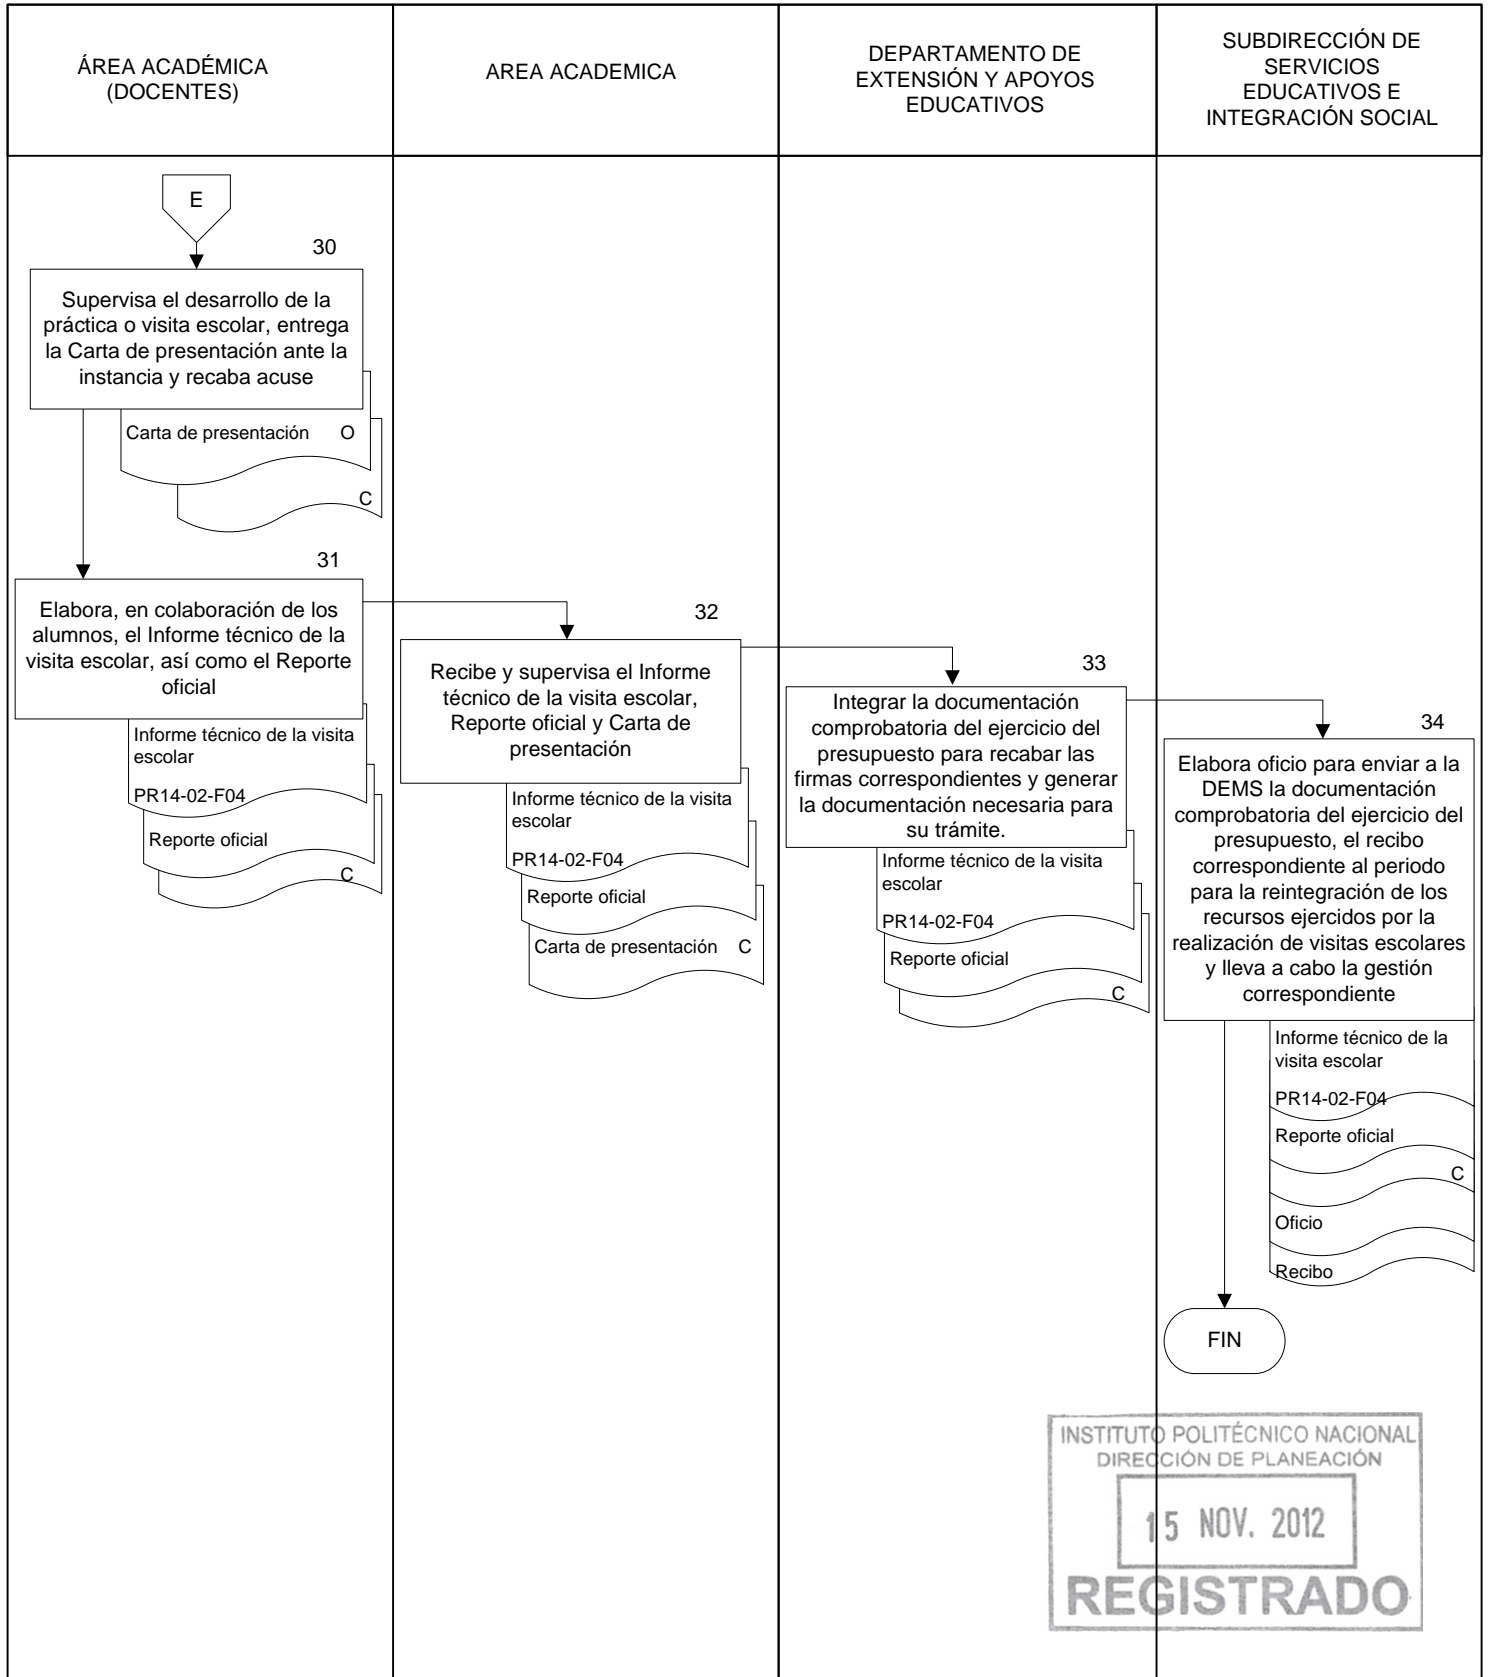 ÁREA ACADÉMICA
(DOCENTES)
AREA ACADEMICA
DEPARTAMENTO DE
EXTENSIÓN Y APOYOS
EDUCATIVOS
SUBDIRECCIÓN DE
SERVICIOS
EDUCATIVOS E
INTEGRACIÓN SOCIAL
E
30
Supervisa el desarrollo de la
práctica o visita escolar, entrega
la Carta de presentación ante la
instancia y recaba acuse
Carta de presentación O
C
31
Elabora, en colaboración de los
alumnos, el Informe técnico de la
visita escolar, así como el Reporte
oficial
Informe técnico de la visita
escolar
PR14-02-F04
Reporte oficial
C
32
Recibe y supervisa el Informe
técnico de la visita escolar,
Reporte oficial y Carta de
presentación
Informe técnico de la visita
escolar
PR14-02-F04
Reporte oficial
Carta de presentación C
33
Integrar la documentación
comprobatoria del ejercicio del
presupuesto para recabar las
firmas correspondientes y generar
la documentación necesaria para
su trámite.
Informe técnico de la visita
escolar
PR14-02-F04
Reporte oficial
C
34
Elabora oficio para enviar a la
DEMS la documentación
comprobatoria del ejercicio del
presupuesto, el recibo
correspondiente al periodo
para la reintegración de los
recursos ejercidos por la
realización de visitas escolares
y lleva a cabo la gestión
correspondiente
Informe técnico de la
visita escolar
PR14-02-F04
Reporte oficial
C
Oficio
Recibo
FIN
INSTITUTO POLITÉCNICO NACIONAL
DIRECCIÓN DE PLANEACIÓN
15 NOV. 2012
REGISTRADO